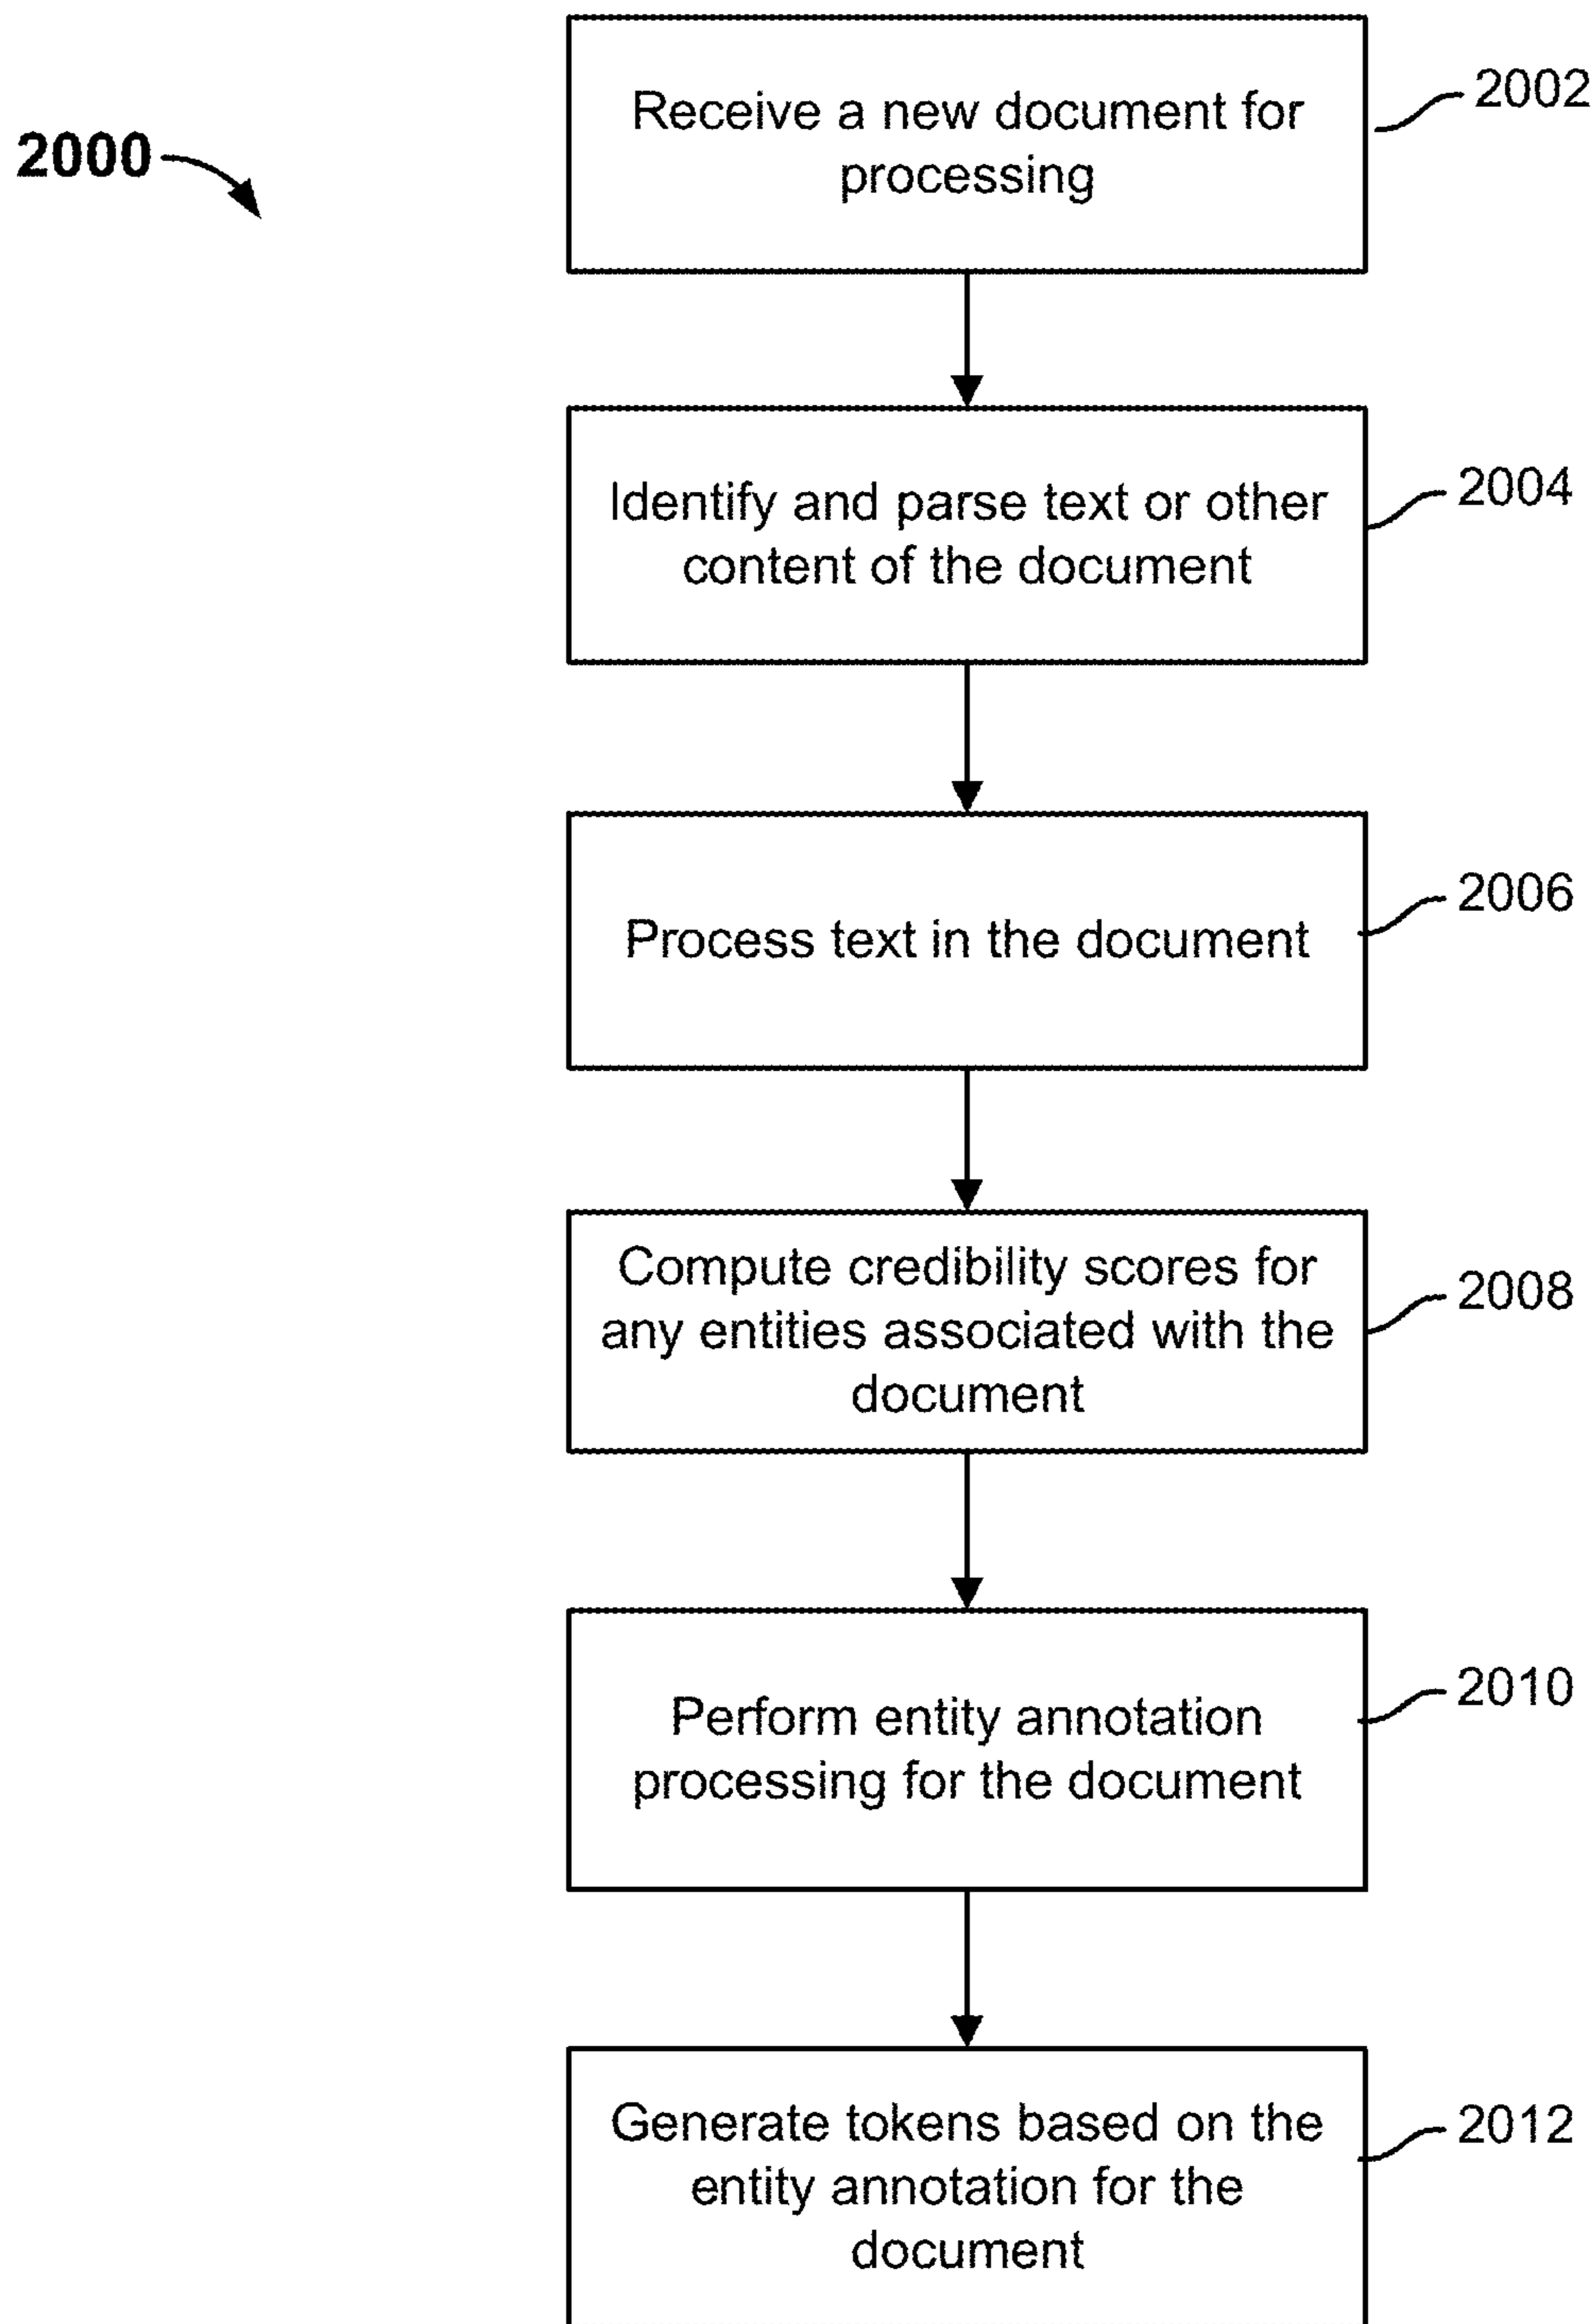 2000
Receive a new document for
processing
2002
Identify and parse text or other
content of the document
2004
Process text in the document
2006
Compute credibility scores for
any entities associated with the
document
2008
Perform entity annotation
processing for the document
2010
Generate tokens based on the
entity annotation for the
document
2012